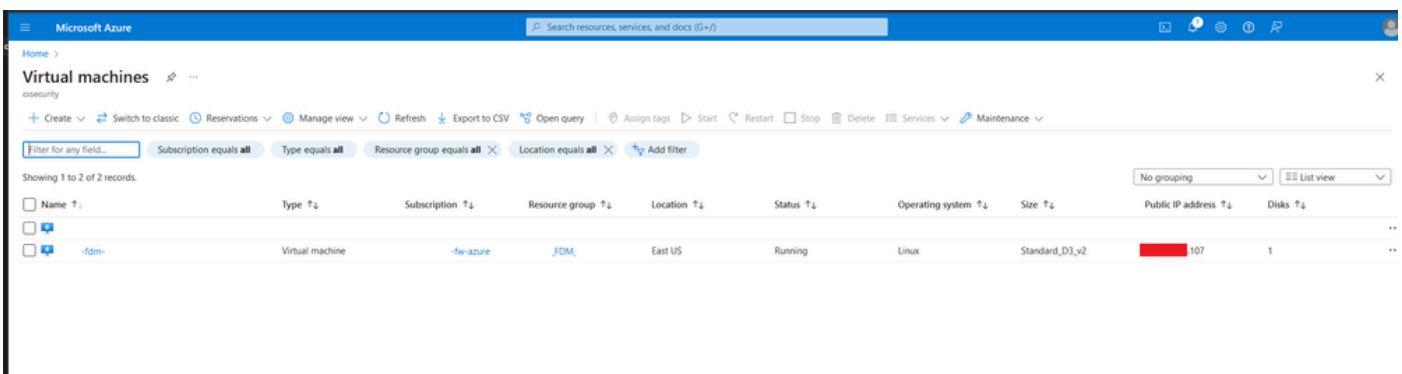 Microsoft Azure
Search resources, services, and docs (G+/)
1
Home >
Virtual machines
cisecurity
Create Switch to classic Reservations Manage view Refresh Export to CSV Open query Assign tags Start Restart Stop Delete Services Maintenance
Filter for any field... Subscription equals all Type equals all Resource group equals all Location equals all Add filter
Showing 1 to 2 of 2 records.
No grouping List view
Name Type Subscription Resource group Location Status Operating system Size Public IP address Disks
-fdm- Virtual machine -fw-azure _FDM_ East US Running Linux Standard_D3_v2 .107 1